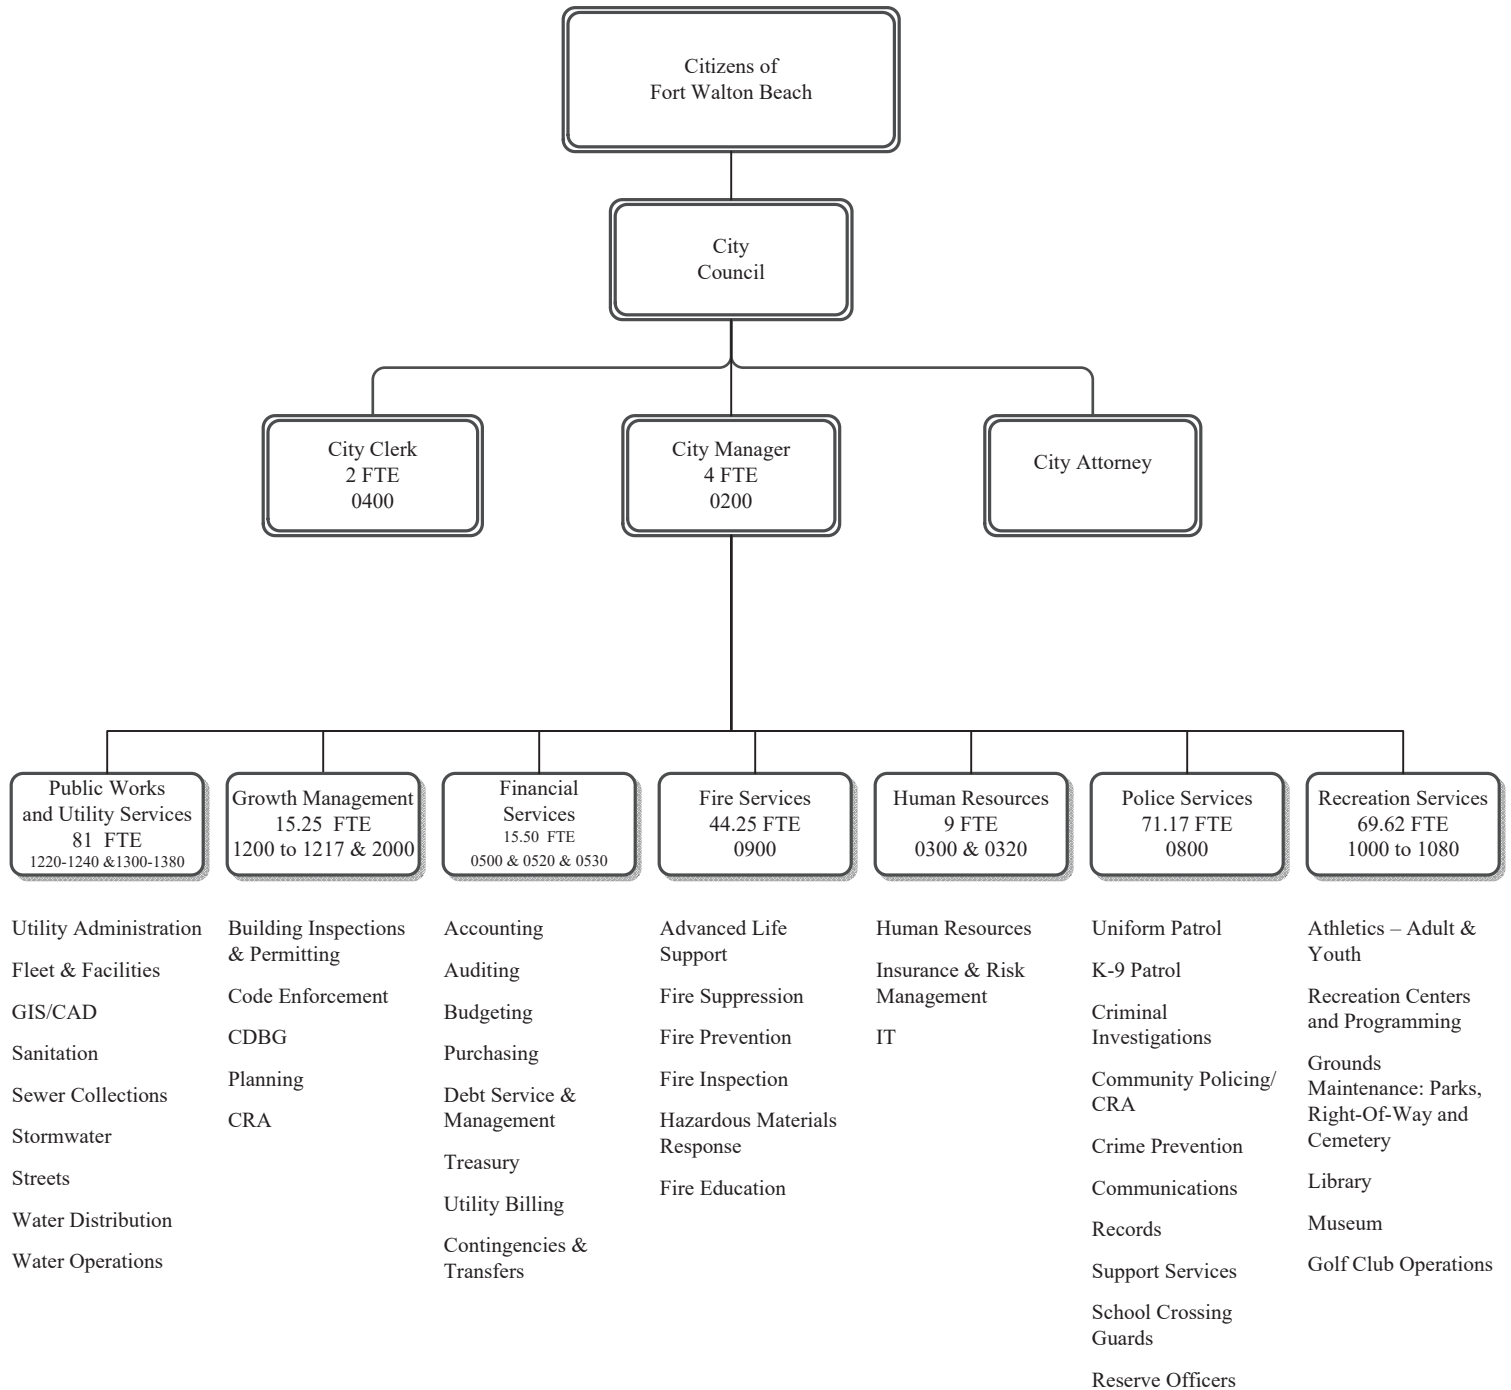 Citizens of
Fort Walton Beach
City
Council
City Clerk
2 FTE
0400
City Manager
4 FTE
0200
City Attorney
Public Works
and Utility Services
81 FTE
1220-1240 &1300-1380
Growth Management
15.25 FTE
1200 to 1217 & 2000
Financial
Services
15.50 FTE
0500 & 0520 & 0530
Fire Services
44.25 FTE
0900
Human Resources
9 FTE
0300 & 0320
Police Services
71.17 FTE
0800
Recreation Services
69.62 FTE
1000 to 1080
Utility Administration
Fleet & Facilities
GIS/CAD
Sanitation
Sewer Collections
Stormwater
Streets
Water Distribution
Water Operations
Building Inspections
& Permitting
Code Enforcement
CDBG
Planning
CRA
Accounting
Auditing
Budgeting
Purchasing
Debt Service &
Management
Treasury
Utility Billing
Contingencies &
Transfers
Advanced Life
Support
Fire Suppression
Fire Prevention
Fire Inspection
Hazardous Materials
Response
Fire Education
Human Resources
Insurance & Risk
Management
IT
Uniform Patrol
K-9 Patrol
Criminal
Investigations
Community Policing/
CRA
Crime Prevention
Communications
Records
Support Services
School Crossing
Guards
Reserve Officers
Athletics – Adult &
Youth
Recreation Centers
and Programming
Grounds
Maintenance: Parks,
Right-Of-Way and
Cemetery
Library
Museum
Golf Club Operations